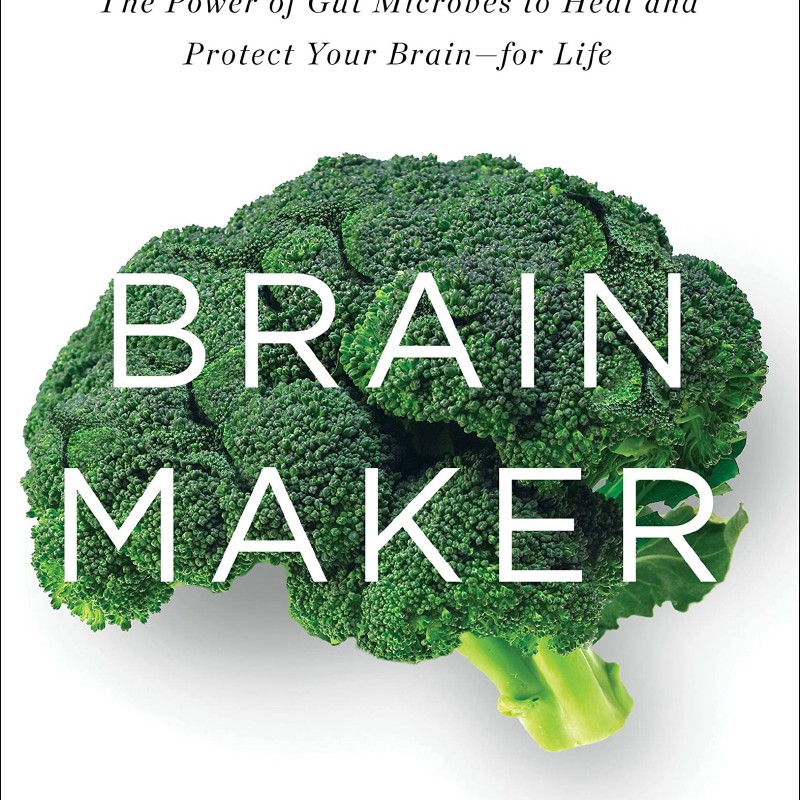 The Power of Gut Microbes to Heal and
Protect Your Brain—for Life
BRAIN
MAKER